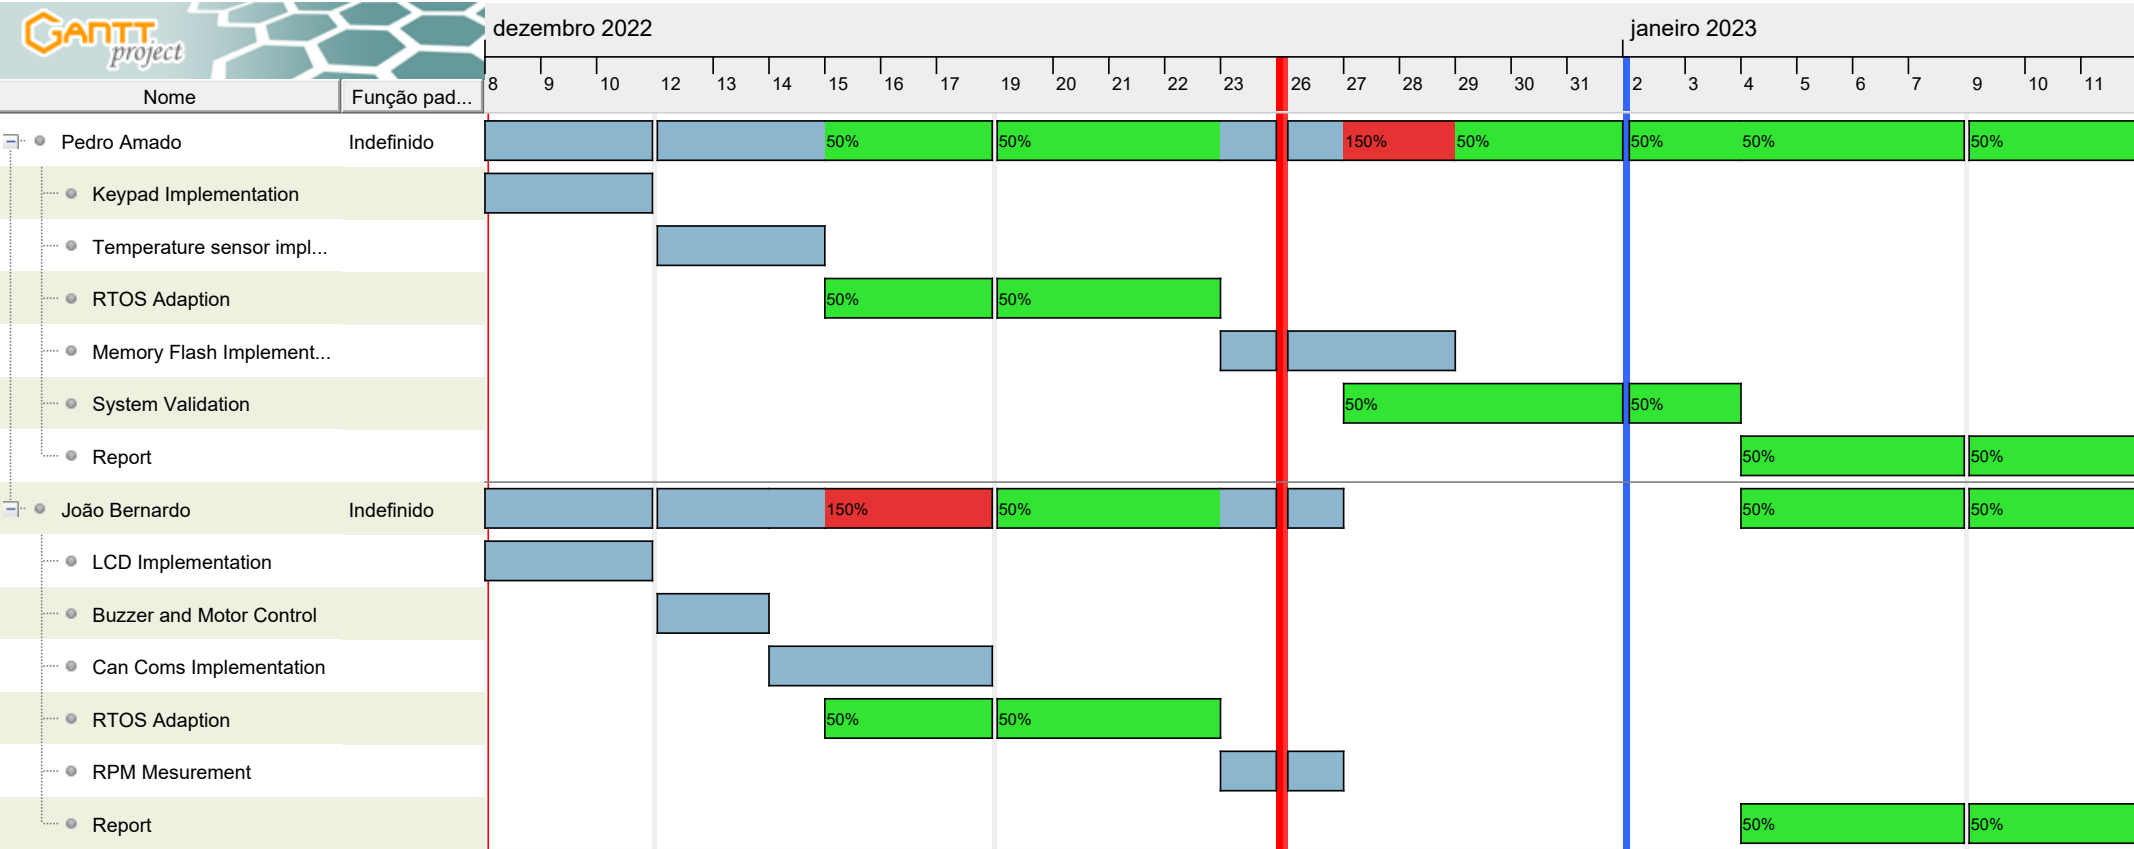 GANTT
project
dezembro 2022
janeiro 2023
8 9 10 12 13 14 15 16 17 19 20 21 22 23 26 27 28 29 30 31 2 3 4 5 6 7 9 10 11
Nome Função pad...
Pedro Amado Indefinido 50% 50% 150% 50% 50% 50% 50%
Keypad Implementation
Temperature sensor impl...
RTOS Adaption 50% 50%
Memory Flash Implement...
System Validation 50% 50%
Report 50% 50%
João Bernardo Indefinido 150% 50% 50% 50%
LCD Implementation
Buzzer and Motor Control
Can Coms Implementation
RTOS Adaption 50% 50%
RPM Mesurement
Report 50% 50%